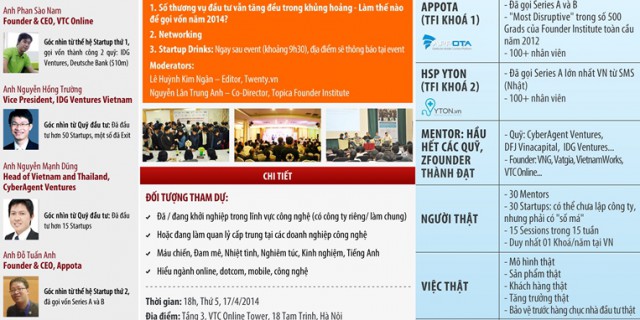 Anh Phan Sào Nam
Founder & CEO, VTC Online
Góc nhìn từ thế hệ Startup thứ 1,
gọi vốn thành công 2 quỹ: IDG
Ventures, Deutsche Bank ($10m)
Anh Nguyễn Hồng Trường
Vice President, IDG Ventures Vietnam
Góc nhìn từ Quỹ đầu tư: Đã đầu
tư hơn 50 Startups, một số đã Exit
Anh Nguyễn Mạnh Dũng
Head of Vietnam and Thailand,
CyberAgent Ventures
Góc nhìn từ Quỹ đầu tư: Đã đầu
tư hơn 15 Startups
Anh Đỗ Tuấn Anh
Founder & CEO, Appota
Góc nhìn từ thế hệ Startup thứ 2,
đã gọi vốn Series A và B
1. Số thương vụ đầu tư vẫn tăng đều trong khủng hoảng - Làm thế nào
để gọi vốn năm 2014?
2. Networking
3. Startup Drinks: Ngay sau event (khoảng 9h30), địa điểm sẽ thông báo tại event
Moderators:
Lê Huỳnh Kim Ngân – Editor, Twenty.vn
Nguyễn Lân Trung Anh – Co-Director, Topica Founder Institute
CHI TIẾT
ĐỐI TƯỢNG THAM DỰ:
✓ Đã / đang khởi nghiệp trong lĩnh vực công nghệ (có công ty riêng/ làm chung)
✓ Hoặc đang làm quản lý cấp trung tại các doanh nghiệp công nghệ
✓ Máu chiến, Đam mê, Nhiệt tình, Nghiêm túc, Kinh nghiệm, Tiếng Anh
✓ Hiểu ngành online, dotcom, mobile, công nghệ
Thời gian: 18h, Thứ 5, 17/4/2014
Địa điểm: Tầng 3, VTC Online Tower, 18 Tam Trinh, Hà Nội
APPOTA
(TFI KHOÁ 1)
- Đã gọi Series A và B
- "Most Disruptive" trong số 500
Grads của Founder Institute toàn cầu
năm 2012
- 100+ nhân viên
HSP YTON
(TFI KHOÁ 2)
YTON.vn
- Đã gọi Series A lớn nhất VN từ SMS
(Nhật)
- 100+ nhân viên
MENTOR: HẦU
HẾT CÁC QUỸ,
ZFOUNDER
THÀNH ĐẠT
- Quỹ: CyberAgent Ventures,
DFJ Vinacapital, IDG Ventures...
- Founder: VNG, Vatgia, VietnamWorks,
VTC Online...
NGƯỜI THẬT
- 30 Mentors
- 30 Startups: có thể chưa lập công ty,
nhưng phải có "số má"
- 15 Sessions trong 15 tuần
- Duy nhất 01 Khoá/năm tại VN
VIỆC THẬT
- Mô hình thật
- Sản phẩm thật
- Khách hàng thật
- Tăng trưởng thật
- Bảo vệ trước hàng chục nhà đầu tư thật